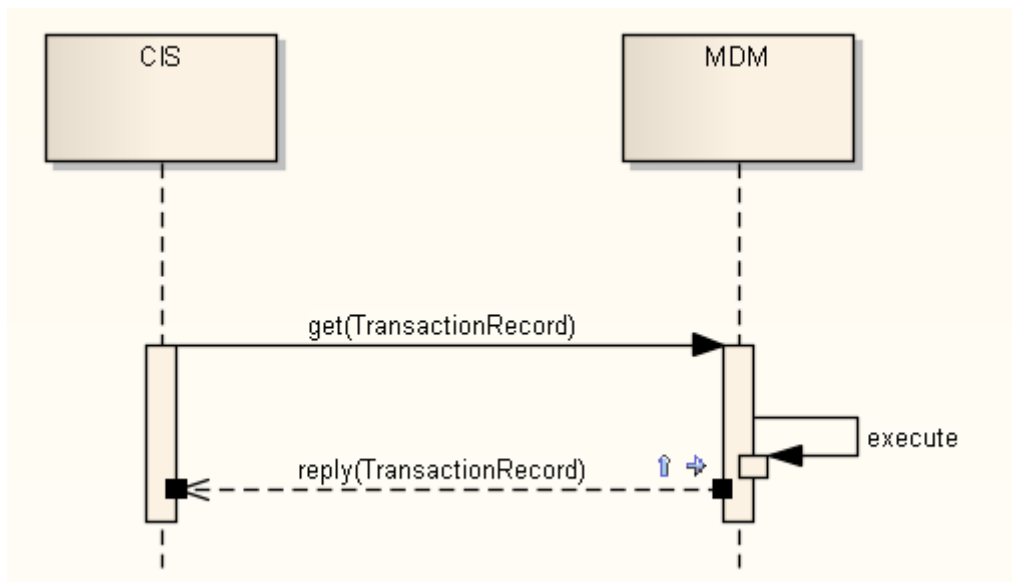 CIS
MDM
get(TransactionRecord)
execute
reply(TransactionRecord)